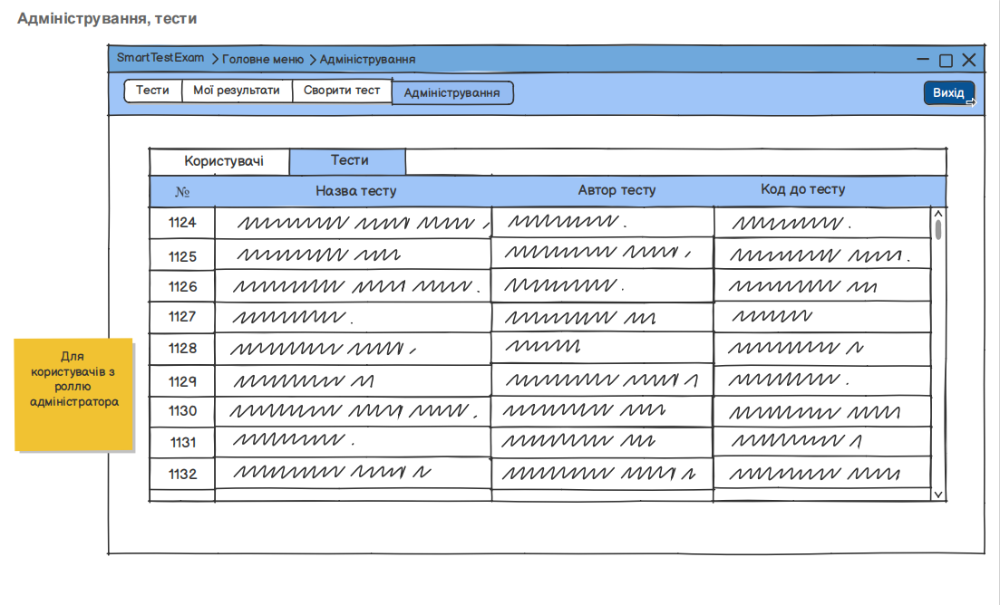 Адміністрування, тести
SmartTestExam > Головне меню > Адміністрування
Тести Мої результати Сворити тест Адміністрування Вихід
Користувачі Тести
№ Назва тесту Автор тесту Код до тесту
1124
1125
1126
1127
1128
1129
1130
1131
1132
Для
користувачів з
роллю
адміністратора